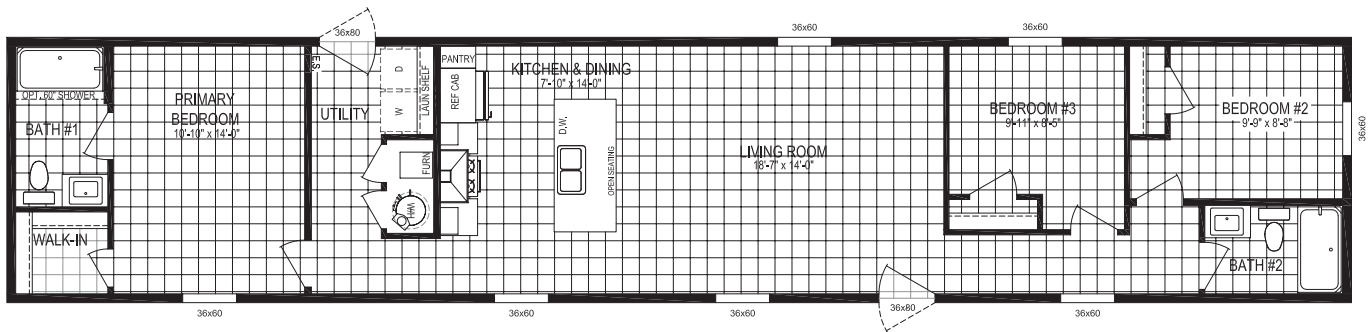 36x80
36x60
36x60
OPT. 60" SHOWER
BATH #1
PRIMARY
BEDROOM
10'-10" x 14'-0"
E.S.
UTILITY
D
W
LAUN SHELF
PANTRY
REF CAB
FURN
W/H
KITCHEN & DINING
7'-10" x 14'-0"
D.W.
OPEN SEATING
LIVING ROOM
18'-7" x 14'-0"
BEDROOM #3
9'-11" x 8'-5"
BEDROOM #2
9'-9" x 8'-8"
36x60
WALK-IN
BATH #2
36x60
36x60
36x60
36x80
36x60